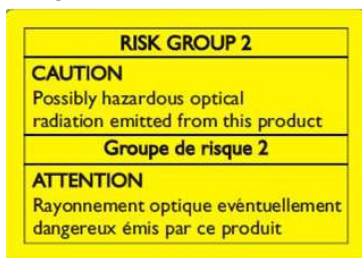 RISK GROUP 2
CAUTION
Possibly hazardous optical
radiation emitted from this product
Groupe de risque 2
ATTENTION
Rayonnement optique evéntuellement
dangereux émis par ce produit